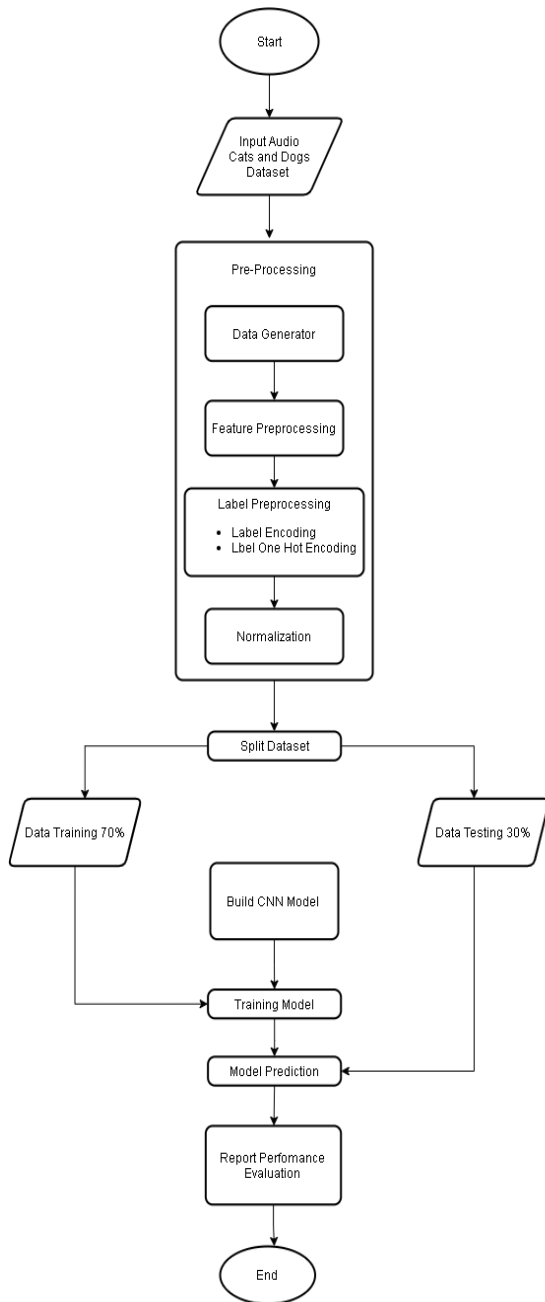 Start
Input Audio
Cats and Dogs
Dataset
Pre-Processing
Data Generator
Feature Preprocessing
Label Preprocessing
• Label Encoding
• Lbel One Hot Encoding
Normalization
Split Dataset
Data Training 70%
Data Testing 30%
Build CNN Model
Training Model
Model Prediction
Report Perfomance
Evaluation
End